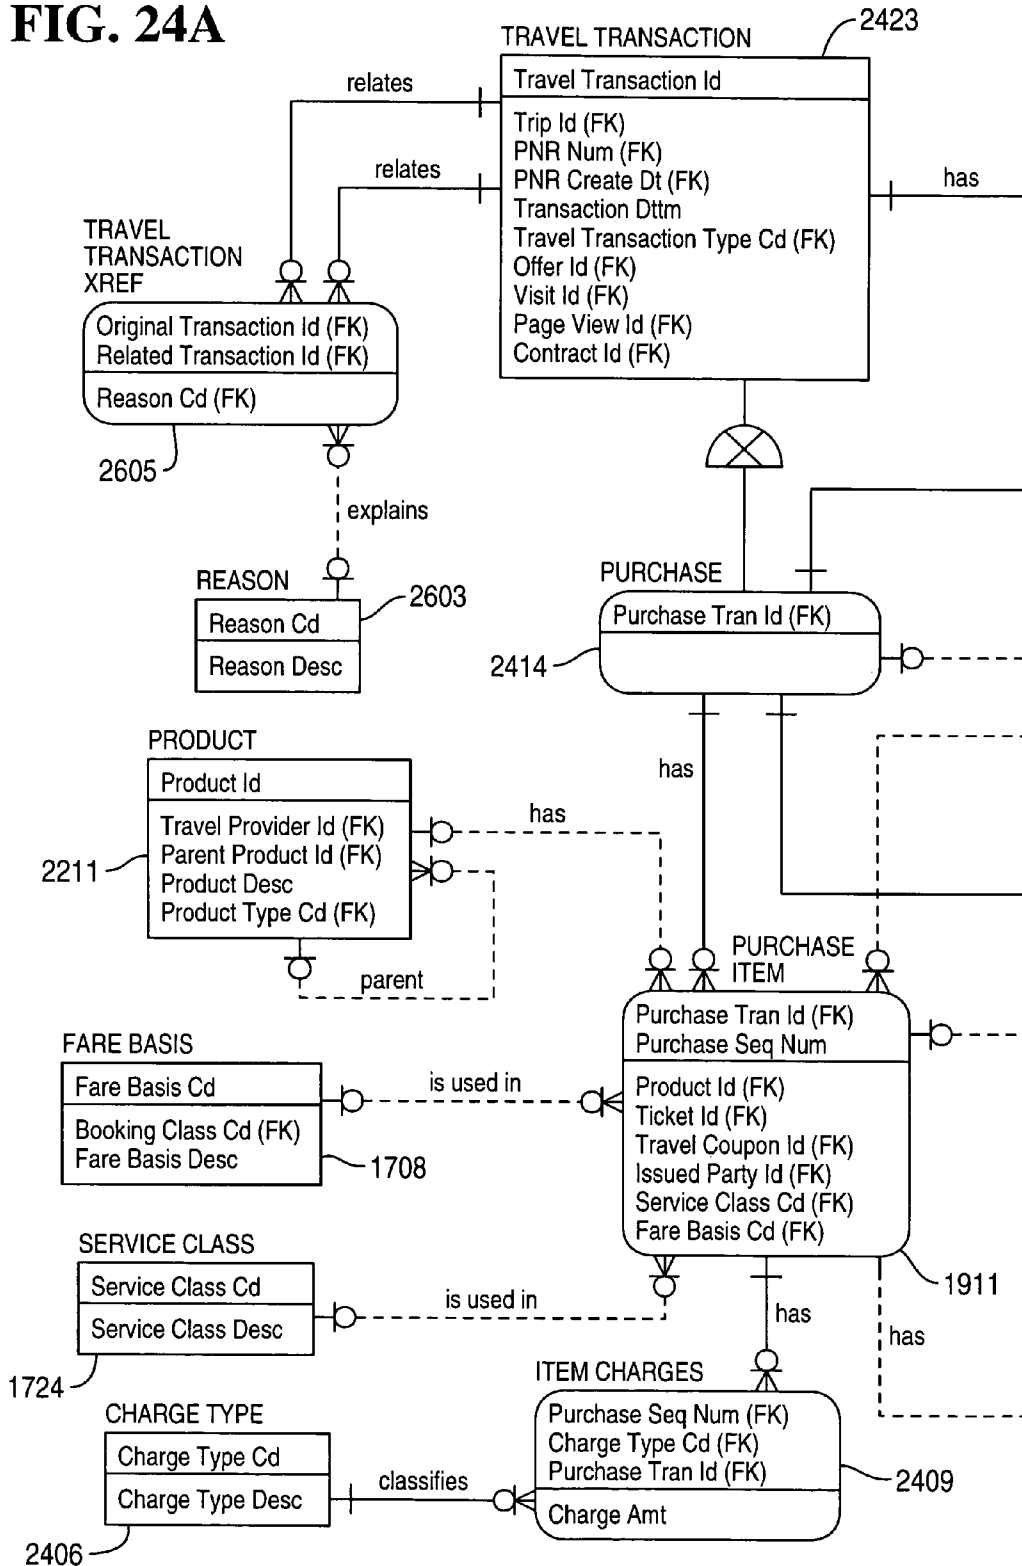 FIG. 24A
2423
TRAVEL TRANSACTION
Travel Transaction Id
Trip Id (FK)
PNR Num (FK)
PNR Create Dt (FK)
Transaction Dttm
Travel Transaction Type Cd (FK)
Offer Id (FK)
Visit Id (FK)
Page View Id (FK)
Contract Id (FK)
relates
relates
has
TRAVEL
TRANSACTION
XREF
Original Transaction Id (FK)
Related Transaction Id (FK)
Reason Cd (FK)
2605
explains
REASON
2603
Reason Cd
Reason Desc
PURCHASE
Purchase Tran Id (FK)
2414
has
PRODUCT
Product Id
Travel Provider Id (FK)
Parent Product Id (FK)
Product Desc
Product Type Cd (FK)
2211
has
parent
PURCHASE
ITEM
Purchase Tran Id (FK)
Purchase Seq Num
Product Id (FK)
Ticket Id (FK)
Travel Coupon Id (FK)
Issued Party Id (FK)
Service Class Cd (FK)
Fare Basis Cd (FK)
1911
FARE BASIS
Fare Basis Cd
Booking Class Cd (FK)
Fare Basis Desc
1708
is used in
SERVICE CLASS
Service Class Cd
Service Class Desc
1724
is used in
has
has
ITEM CHARGES
Purchase Seq Num (FK)
Charge Type Cd (FK)
Purchase Tran Id (FK)
Charge Amt
2409
CHARGE TYPE
Charge Type Cd
Charge Type Desc
2406
classifies